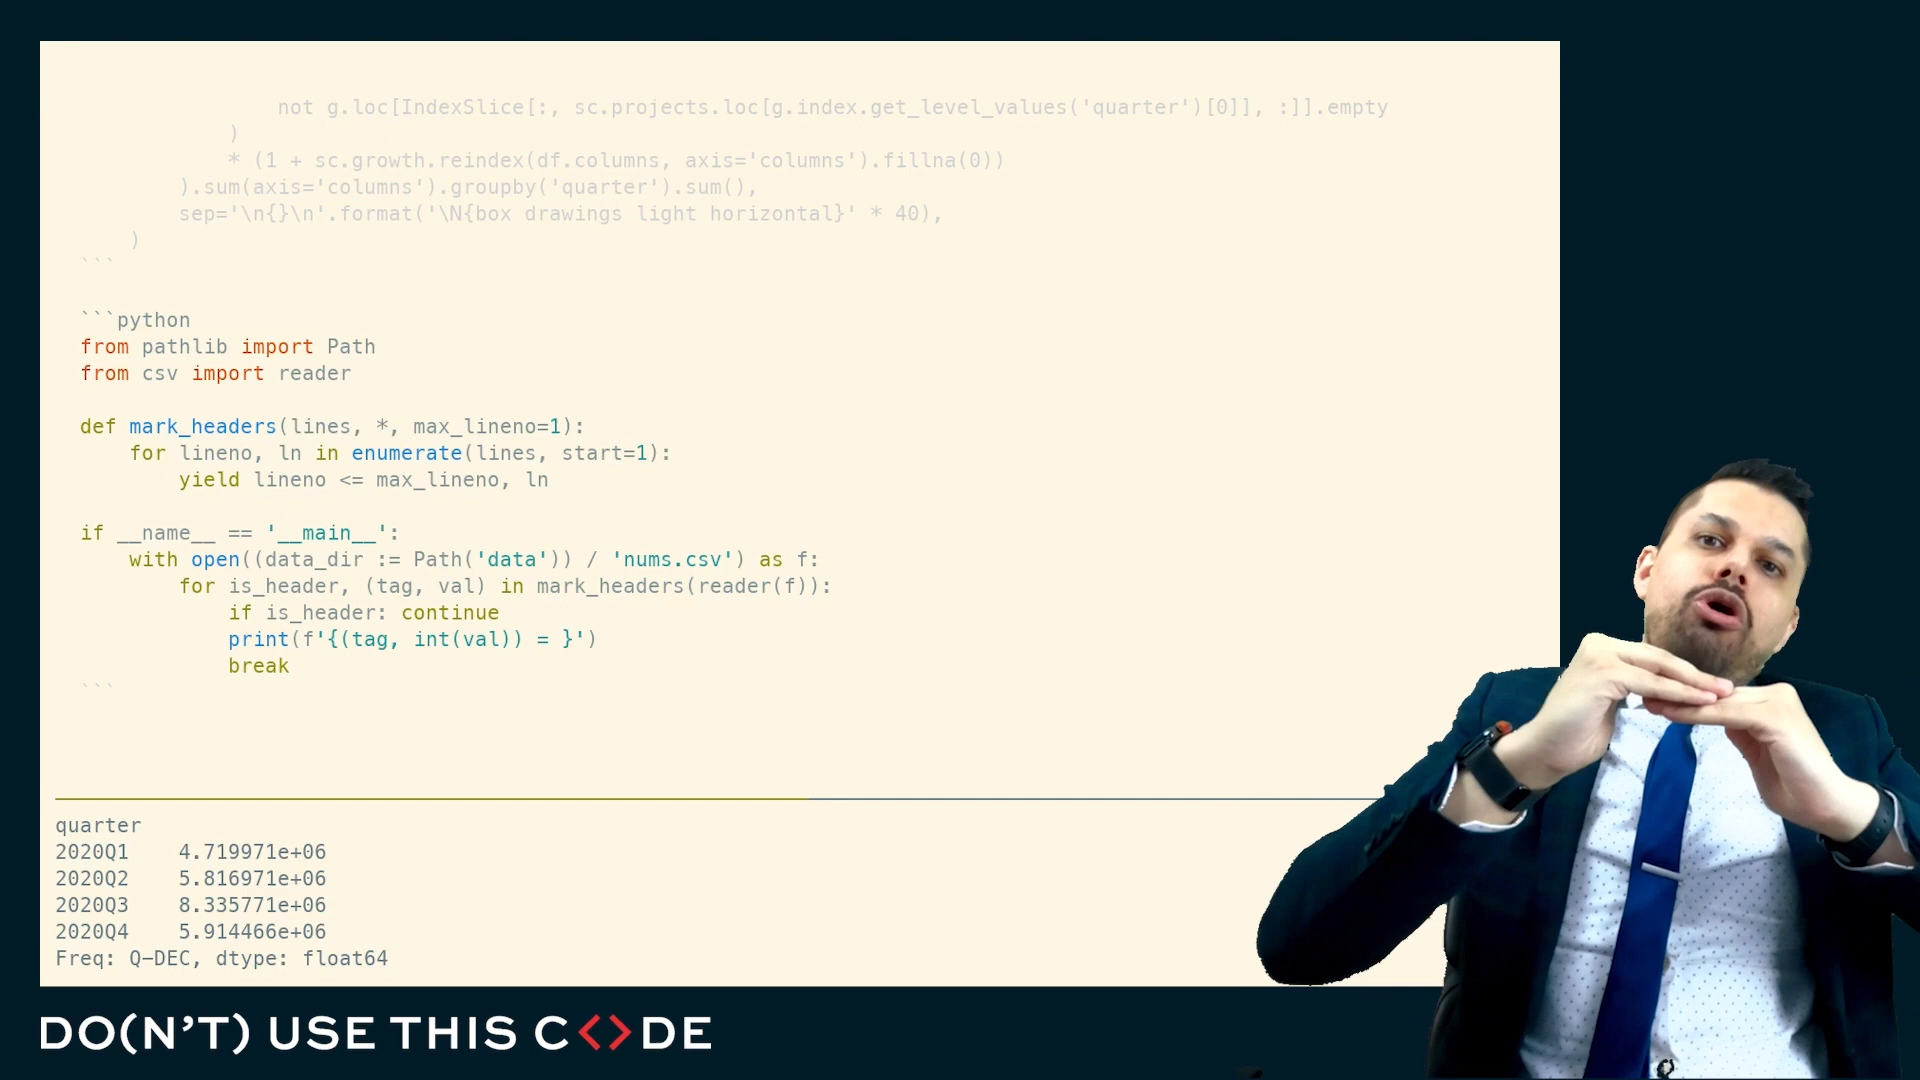 not g.loc[IndexSlice[:, sc.projects.loc[g.index.get_level_values('quarter')[0]], :]].empty
)
* (1 + sc.growth.reindex(df.columns, axis='columns').fillna(0))
).sum(axis='columns').groupby('quarter').sum(),
sep='\n{}\n'.format('\N{box drawings light horizontal}' * 40),
)
```
```python
from pathlib import Path
from csv import reader
def mark_headers(lines, *, max_lineno=1):
for lineno, ln in enumerate(lines, start=1):
yield lineno <= max_lineno, ln
if __name__ == '__main__':
with open((data_dir := Path('data')) / 'nums.csv') as f:
for is_header, (tag, val) in mark_headers(reader(f)):
if is_header: continue
print(f'{(tag, int(val)) = }')
break
```
quarter
2020Q1    4.719971e+06
2020Q2    5.816971e+06
2020Q3    8.335771e+06
2020Q4    5.914466e+06
Freq: Q-DEC, dtype: float64
DO(N'T) USE THIS C<>DE